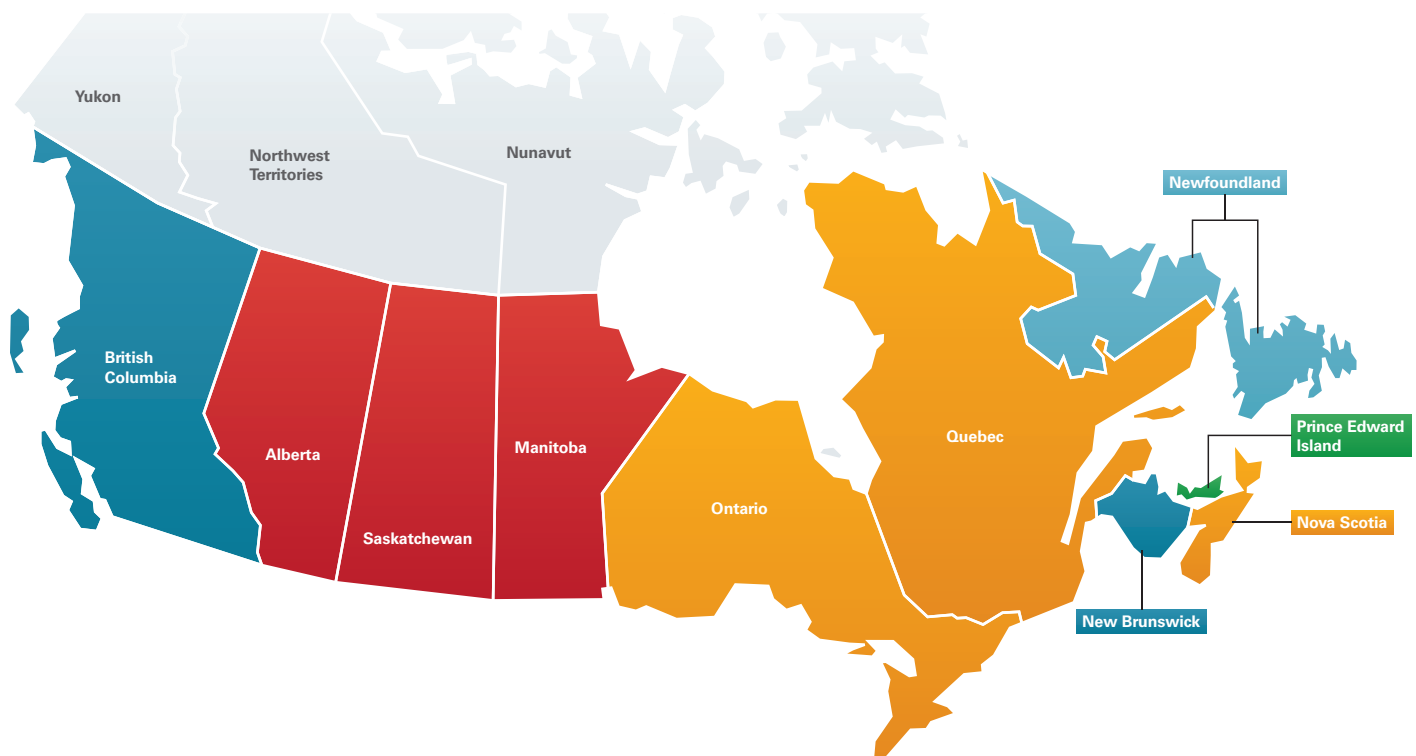 Yukon
Northwest
Territories
Nunavut
Newfoundland
British
Columbia
Alberta
Saskatchewan
Manitoba
Ontario
Quebec
Prince Edward
Island
Nova Scotia
New Brunswick